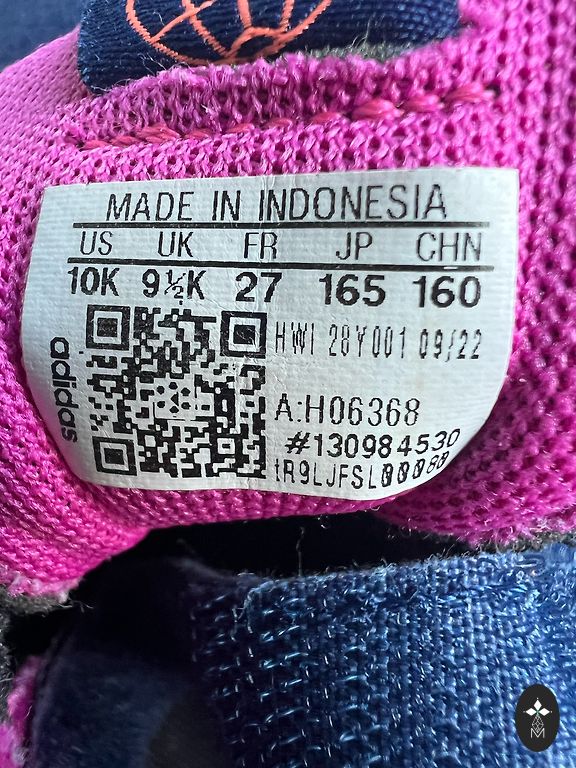 MADE IN INDONESIA
US UK FR JP CHN
10K 9½K 27 165 160
HWI 28Y001 09/22
adidas
A:H06368
#130984530
M